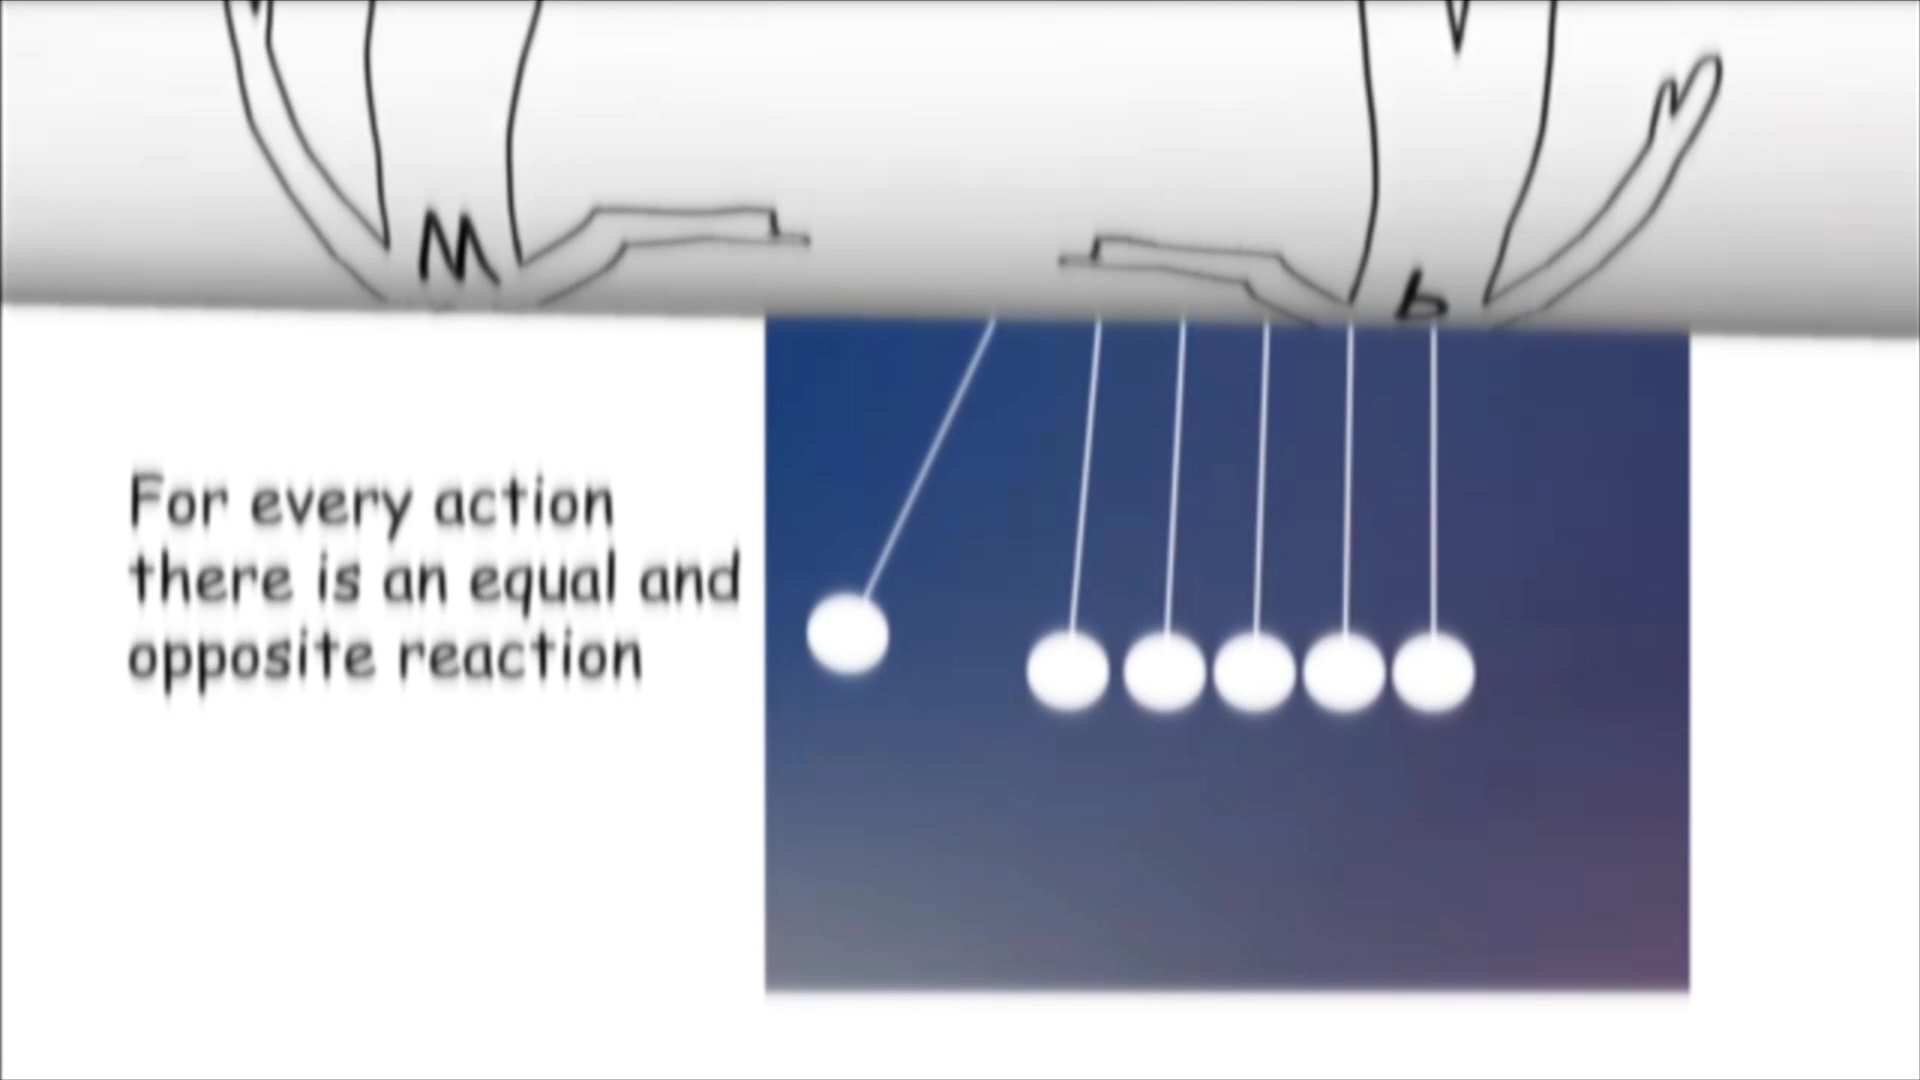 M
b
For every action
there is an equal and
opposite reaction